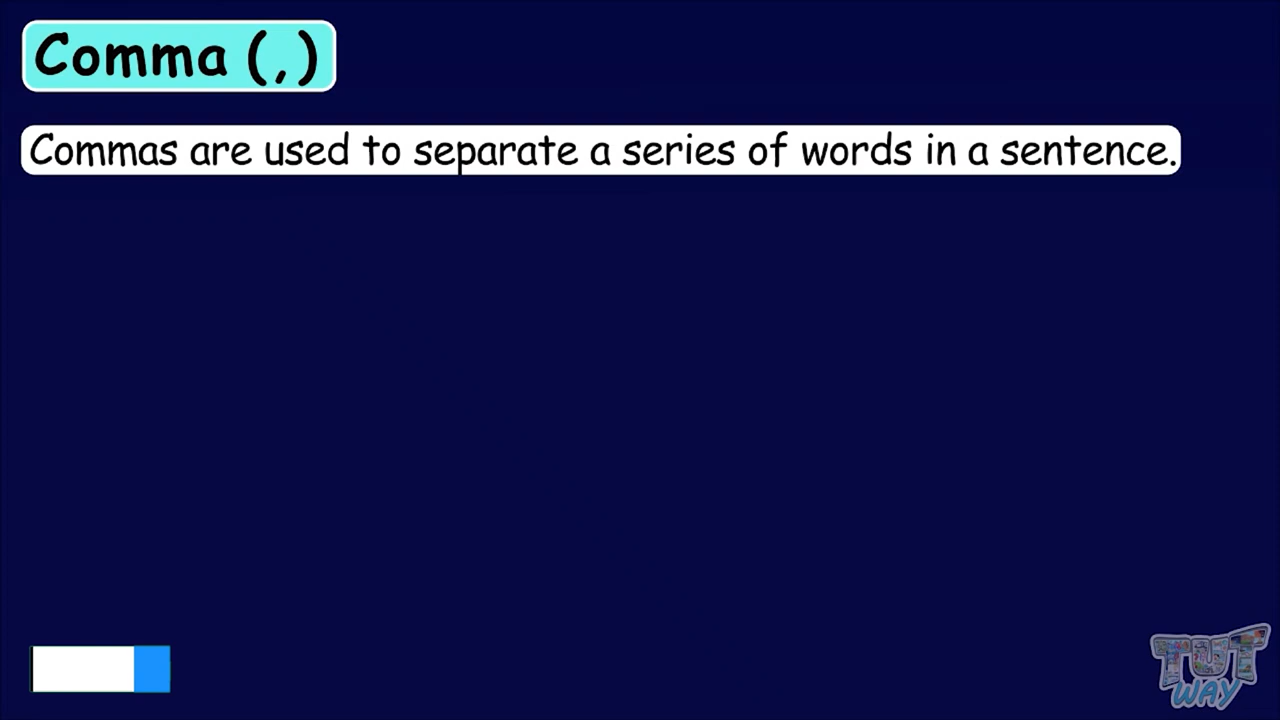 Comma (,)
Commas are used to separate a series of words in a sentence.
TUT
WAY